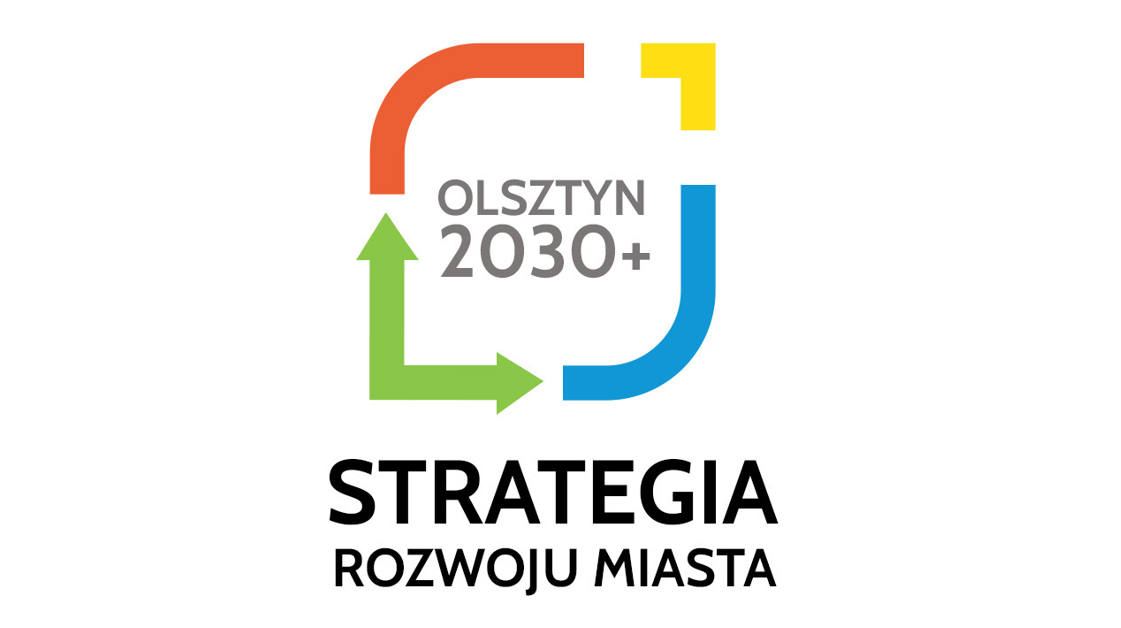 OLSZTYN
2030+
STRATEGIA
ROZWOJU MIASTA